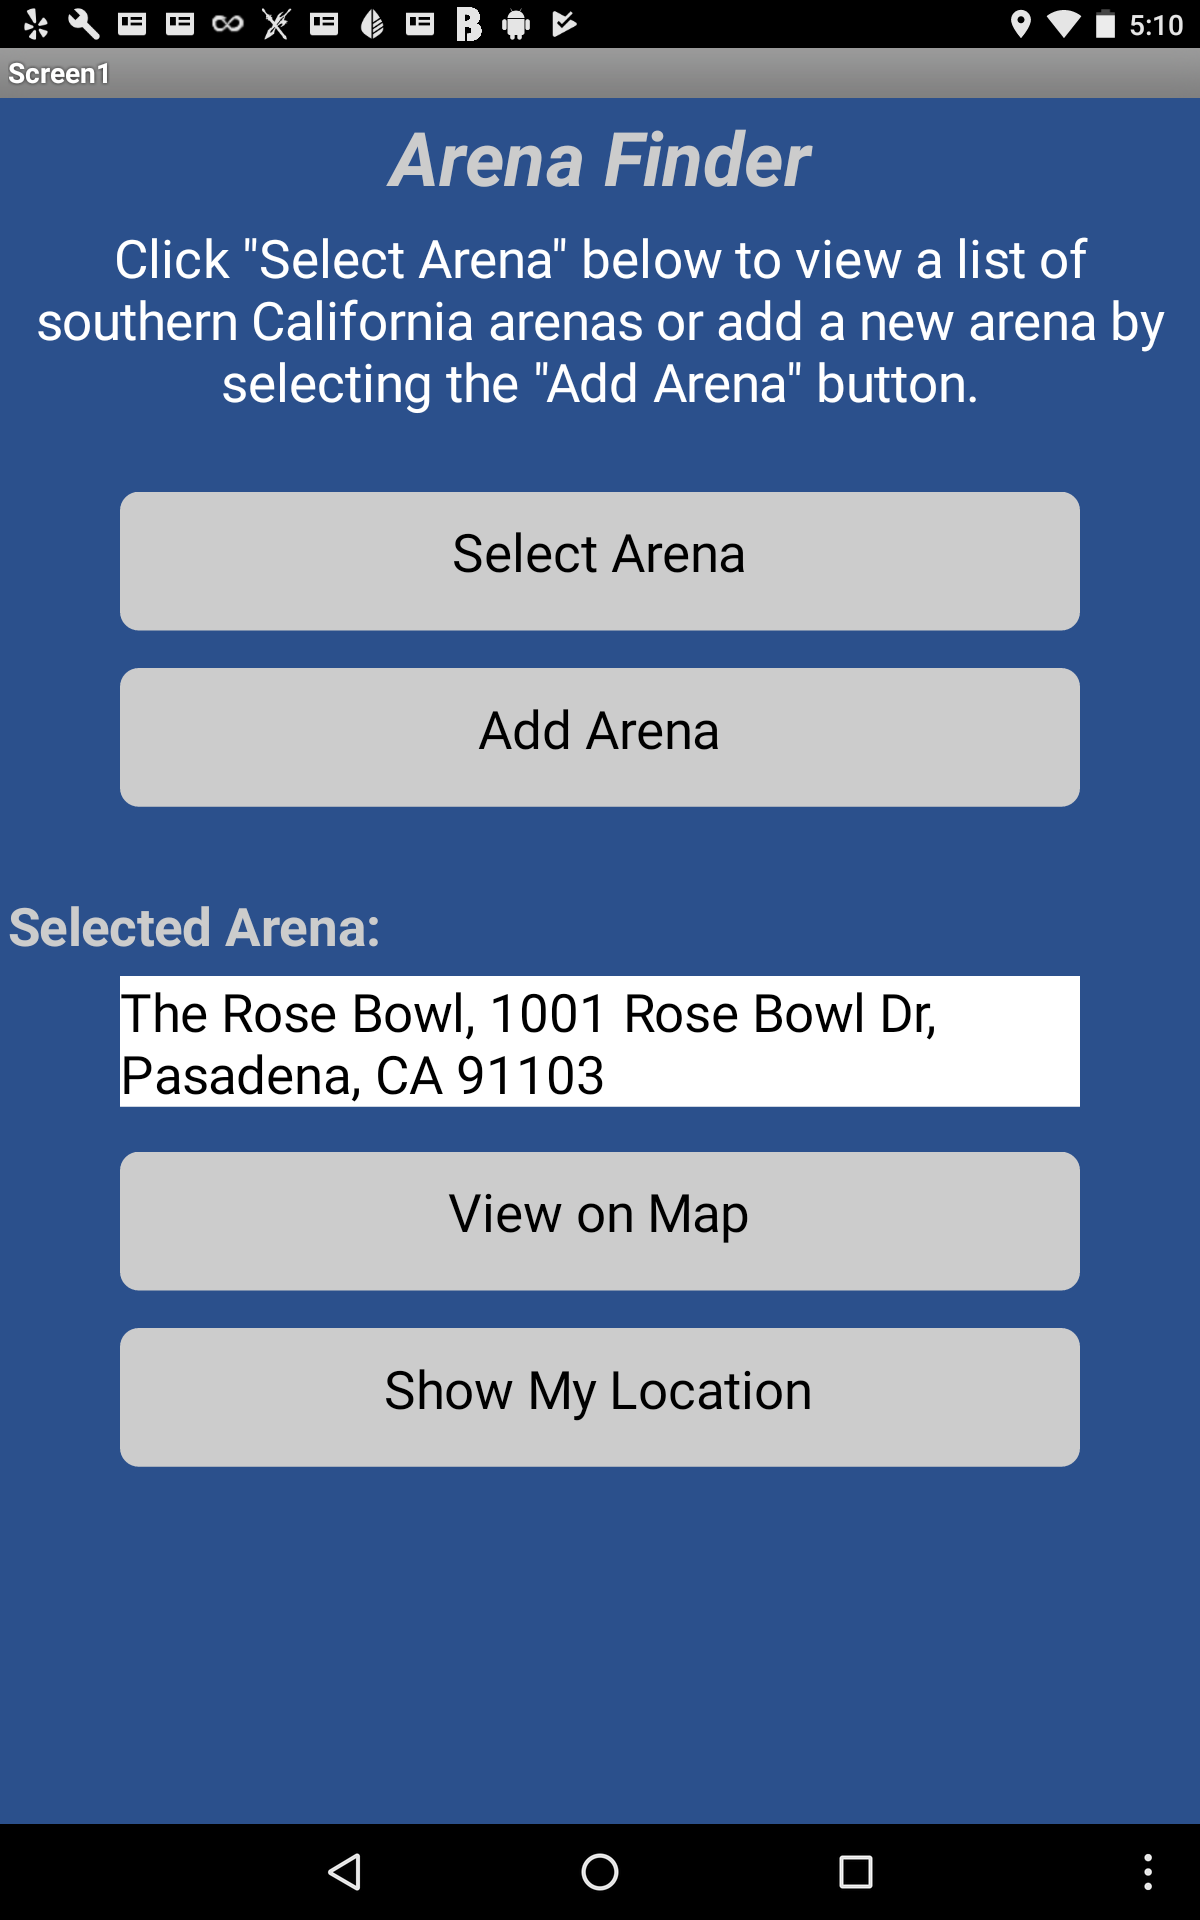 5:10
Screen1
Arena Finder
Click "Select Arena" below to view a list of
southern California arenas or add a new arena by
selecting the "Add Arena" button.
Select Arena
Add Arena
Selected Arena:
The Rose Bowl, 1001 Rose Bowl Dr,
Pasadena, CA 91103
View on Map
Show My Location